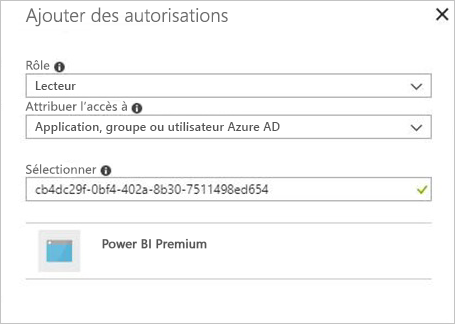 Ajouter des autorisations
Rôle
Lecteur
Attribuer l'accès à
Application, groupe ou utilisateur Azure AD
Sélectionner
cb4dc29f-0bf4-402a-8b30-7511498ed654
Power BI Premium